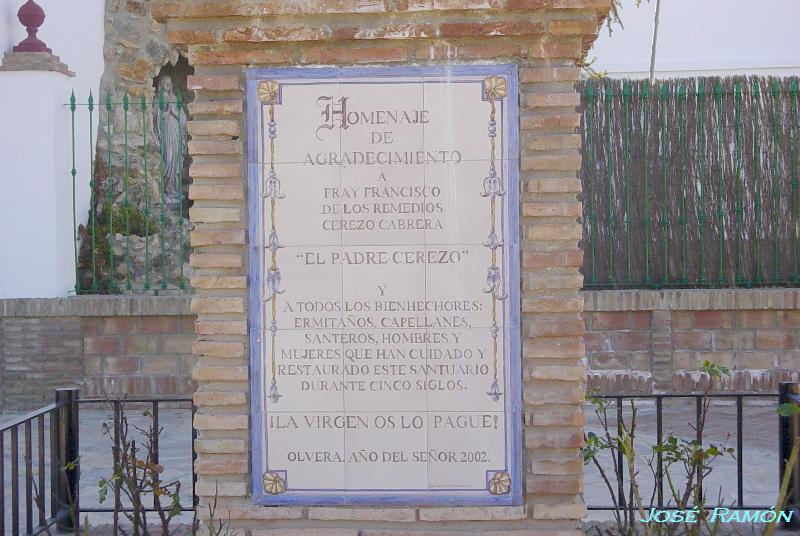 HOMENAJE
DE
AGRADECIMIENTO
A
FRAY FRANCISCO
DE LOS REMEDIOS
CEREZO CABRERA
"EL PADRE CEREZO"
Y
A TODOS LOS BIENHECHORES:
ERMITAÑOS, CAPELLANES,
SANTEROS, HOMBRES Y
MUJERES QUE HAN CUIDADO Y
RESTAURADO ESTE SANTUARIO
DURANTE CINCO SIGLOS.
¡LA VIRGEN OS LO PAGUE!
OLVERA. AÑO DEL SEÑOR 2002.
JOSÉ RAMÓN